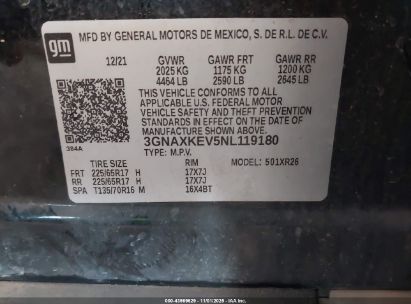 gm MFD BY GENERAL MOTORS DE MEXICO, S. DE R.L. DE C.V.
12/21 GVWR GAWR FRT GAWR RR
2025 KG 1175 KG 1200 KG
4464 LB 2590 LB 2645 LB
THIS VEHICLE CONFORMS TO ALL
APPLICABLE U.S. FEDERAL MOTOR
VEHICLE SAFETY AND THEFT PREVENTION
STANDARDS IN EFFECT ON THE DATE OF
MANUFACTURE SHOWN ABOVE.
384A 3GNAXKEV5NL119180
TYPE: M.P.V.
TIRE SIZE RIM MODEL: 501XR26
FRT 225/65R17 H 17X7J
RR 225/65R17 H 17X7J
SPA T135/70R16 M 16X4BT